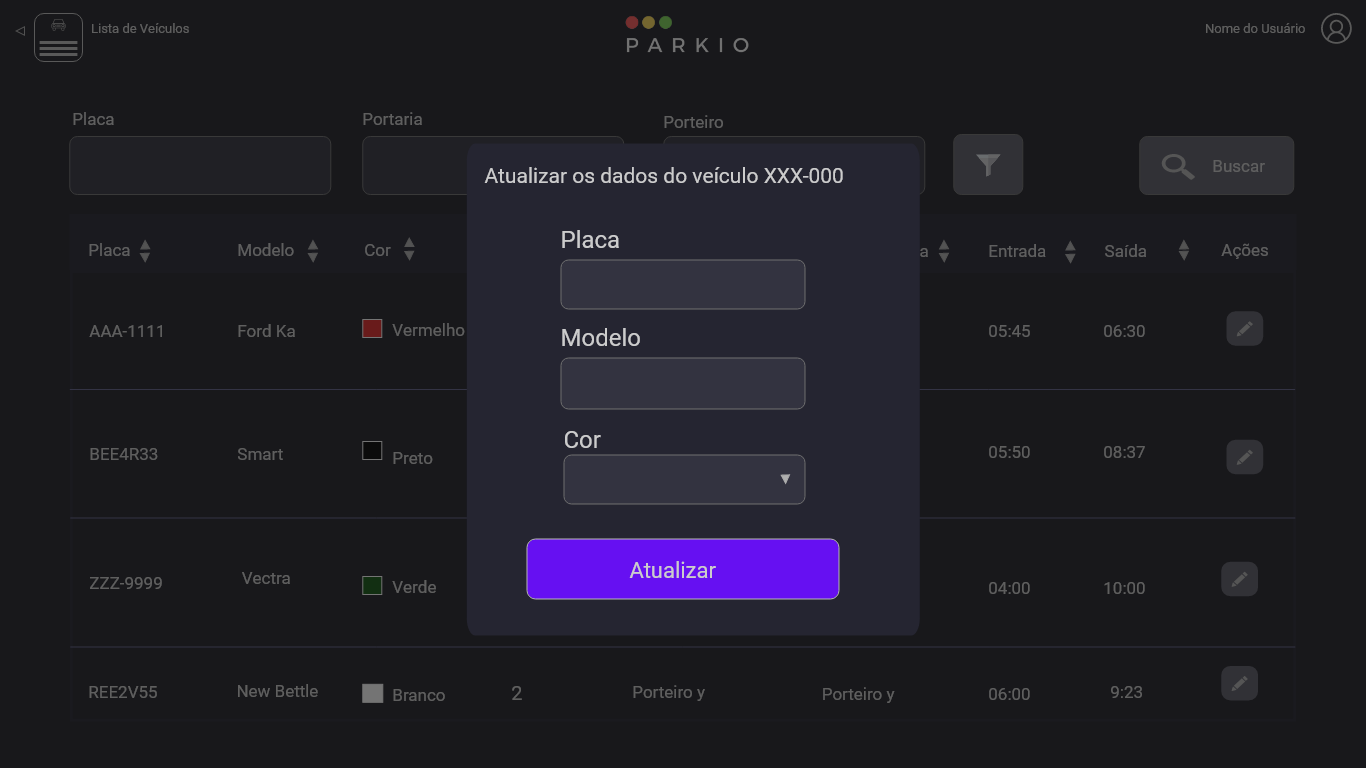 Lista de Veículos
PARKIO
Nome do Usuário
Placa
Portaria
Porteiro
Buscar
Atualizar os dados do veículo XXX-000
Placa
Modelo
Cor
Atualizar
Placa Modelo Cor a Entrada Saída Ações
AAA-1111 Ford Ka Vermelho 05:45 06:30
BEE4R33 Smart Preto 05:50 08:37
ZZZ-9999 Vectra Verde 04:00 10:00
REE2V55 New Bettle Branco 2 Porteiro y Porteiro y 06:00 9:23